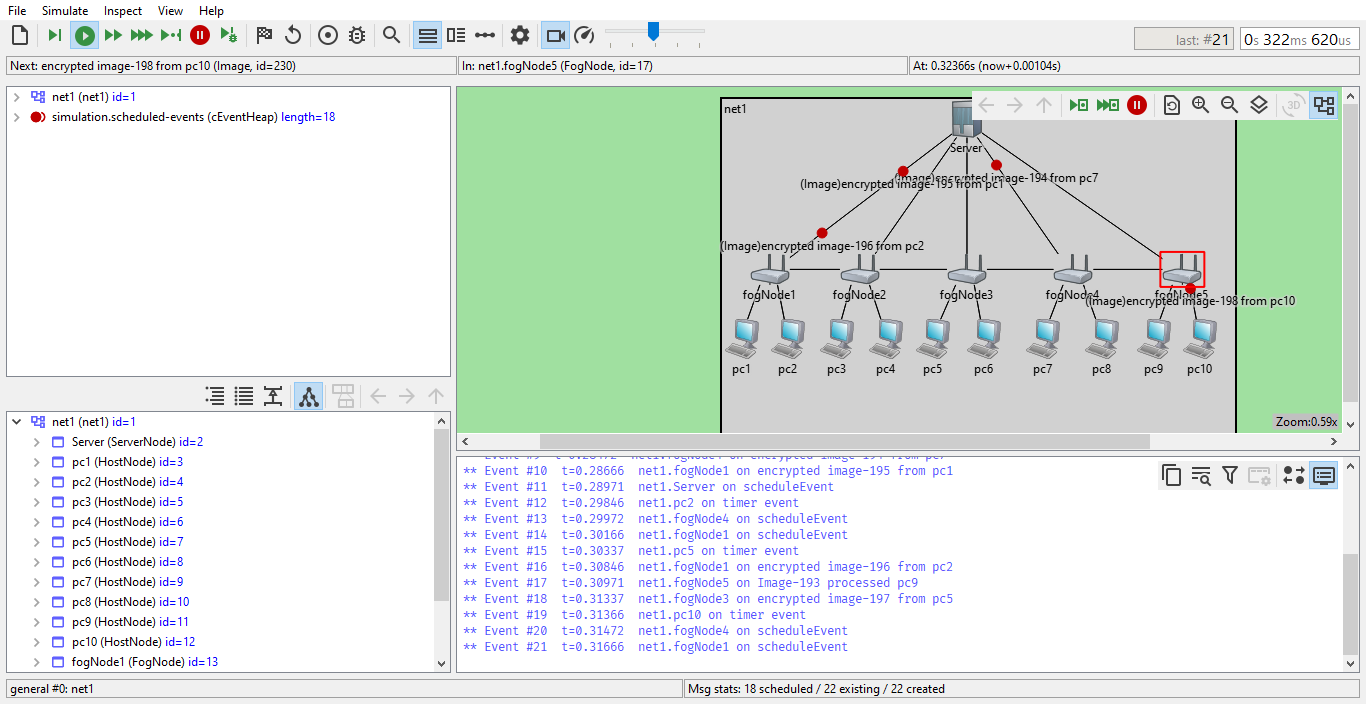 File Simulate Inspect View Help
last: #21 0s 322ms 620us
Next: encrypted image-198 from pc10 (Image, id=230) In: net1.fogNode5 (FogNode, id=17) At: 0.32366s (now+0.00104s)
net1 (net1) id=1
simulation.scheduled-events (cEventHeap) length=18
net1
3D
Server
(Image)encrypted image-194 from pc7
(Image)encrypted image-195 from pc1
(Image)encrypted image-196 from pc2
fogNode1 fogNode2 fogNode3 fogNode4 fogNode5
(Image)encrypted image-198 from pc10
pc1 pc2 pc3 pc4 pc5 pc6 pc7 pc8 pc9 pc10
Zoom:0.59x
net1 (net1) id=1
Server (ServerNode) id=2
pc1 (HostNode) id=3
pc2 (HostNode) id=4
pc3 (HostNode) id=5
pc4 (HostNode) id=6
pc5 (HostNode) id=7
pc6 (HostNode) id=8
pc7 (HostNode) id=9
pc8 (HostNode) id=10
pc9 (HostNode) id=11
pc10 (HostNode) id=12
fogNode1 (FogNode) id=13
** Event #10 t=0.28666 net1.fogNode1 on encrypted image-195 from pc1
** Event #11 t=0.28971 net1.Server on scheduleEvent
** Event #12 t=0.29846 net1.pc2 on timer event
** Event #13 t=0.29972 net1.fogNode4 on scheduleEvent
** Event #14 t=0.30166 net1.fogNode1 on scheduleEvent
** Event #15 t=0.30337 net1.pc5 on timer event
** Event #16 t=0.30846 net1.fogNode1 on encrypted image-196 from pc2
** Event #17 t=0.30971 net1.fogNode5 on Image-193 processed pc9
** Event #18 t=0.31337 net1.fogNode3 on encrypted image-197 from pc5
** Event #19 t=0.31366 net1.pc10 on timer event
** Event #20 t=0.31472 net1.fogNode4 on scheduleEvent
** Event #21 t=0.31666 net1.fogNode1 on scheduleEvent
general #0: net1 Msg stats: 18 scheduled / 22 existing / 22 created